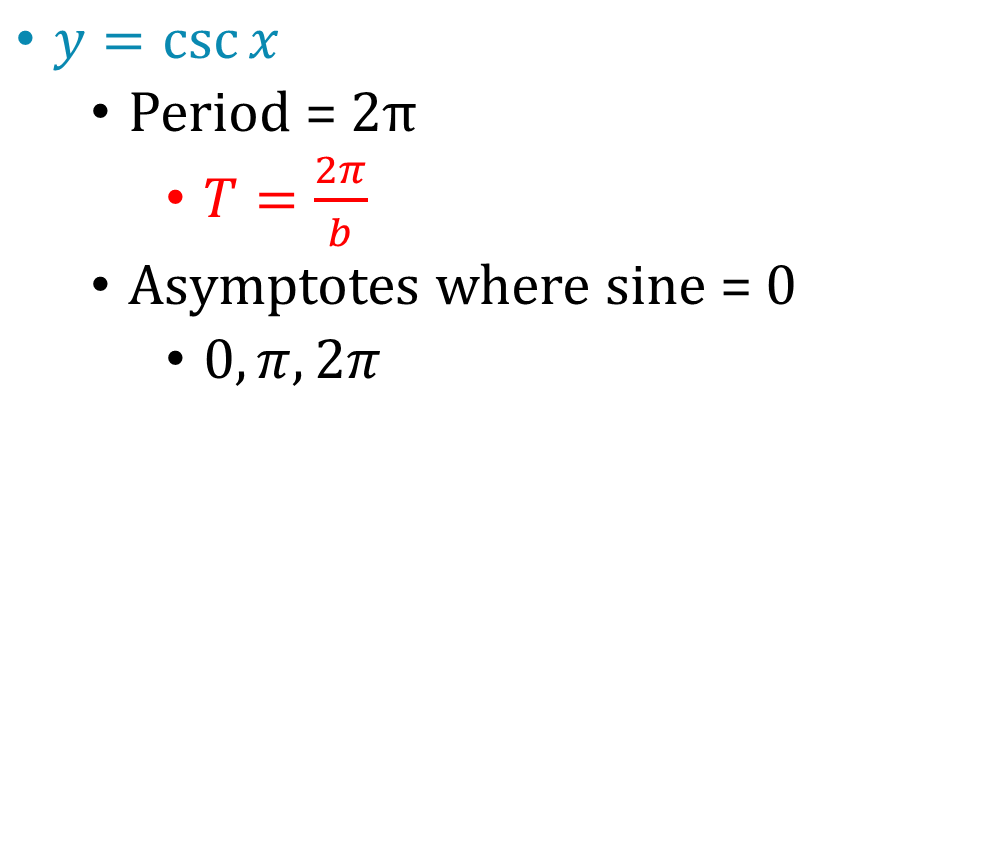 • y = csc x
• Period = 2π
• T = 2π/b
• Asymptotes where sine = 0
• 0, π, 2π